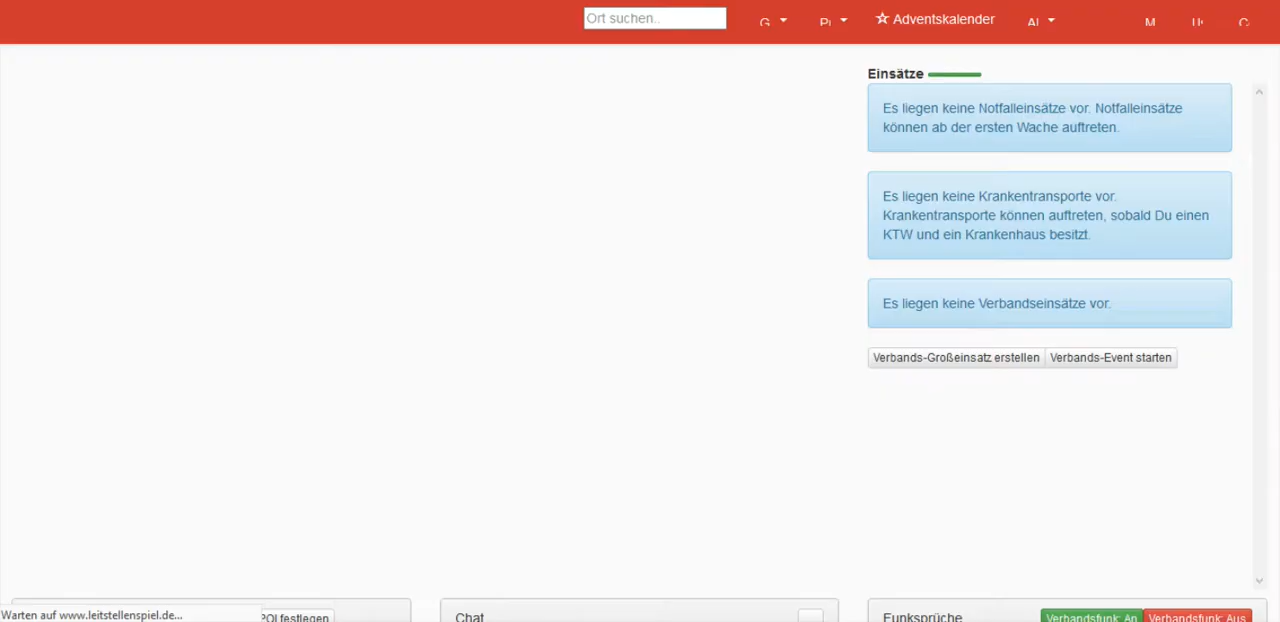 Ort suchen..
Adventskalender
Einsätze
Es liegen keine Notfalleinsätze vor. Notfalleinsätze
können ab der ersten Wache auftreten.
Es liegen keine Krankentransporte vor.
Krankentransporte können auftreten, sobald Du einen
KTW und ein Krankenhaus besitzt.
Es liegen keine Verbandseinsätze vor.
Verbands-Großeinsatz erstellen Verbands-Event starten
Warten auf www.leitstellenspiel.de...
POI festlegen
Chat
Funksprüche
Verbandsfunk: An Verbandsfunk: Aus